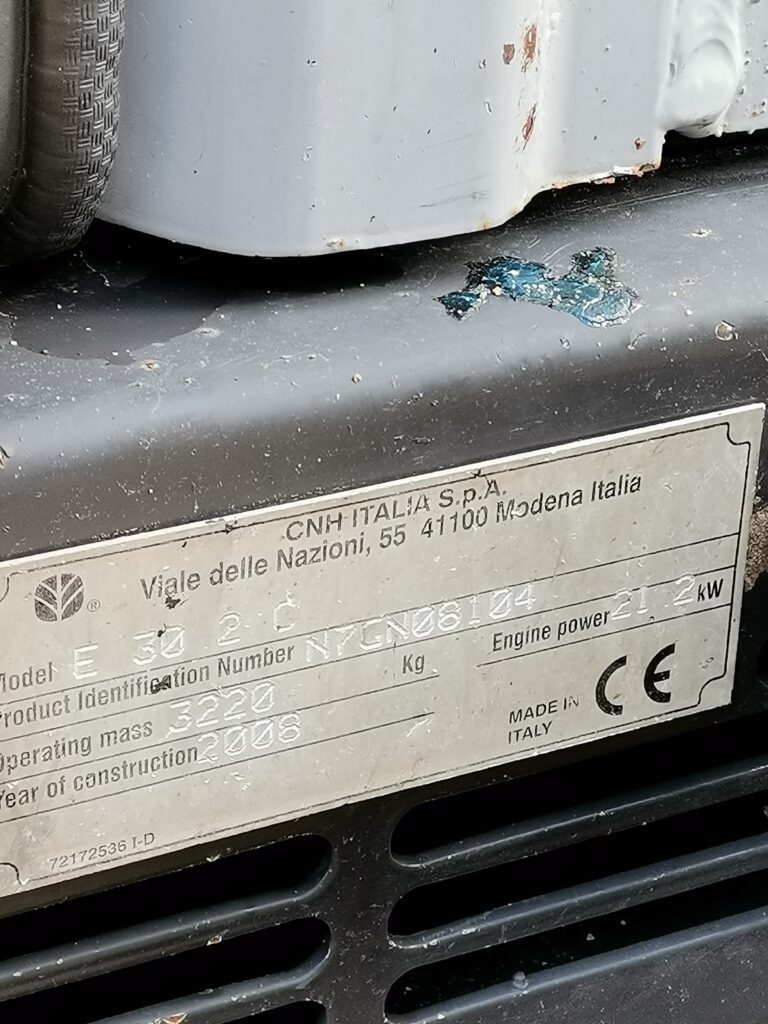 CNH ITALIA S.p.A.
Viale delle Nazioni, 55 41100 Modena Italia
®
Model E 30 2 C
Product Identification Number N7GN08104
Operating mass 3220 Kg
Engine power 21 2 kW
Year of construction 2008
MADE IN
ITALY
CE
72172536 I-D